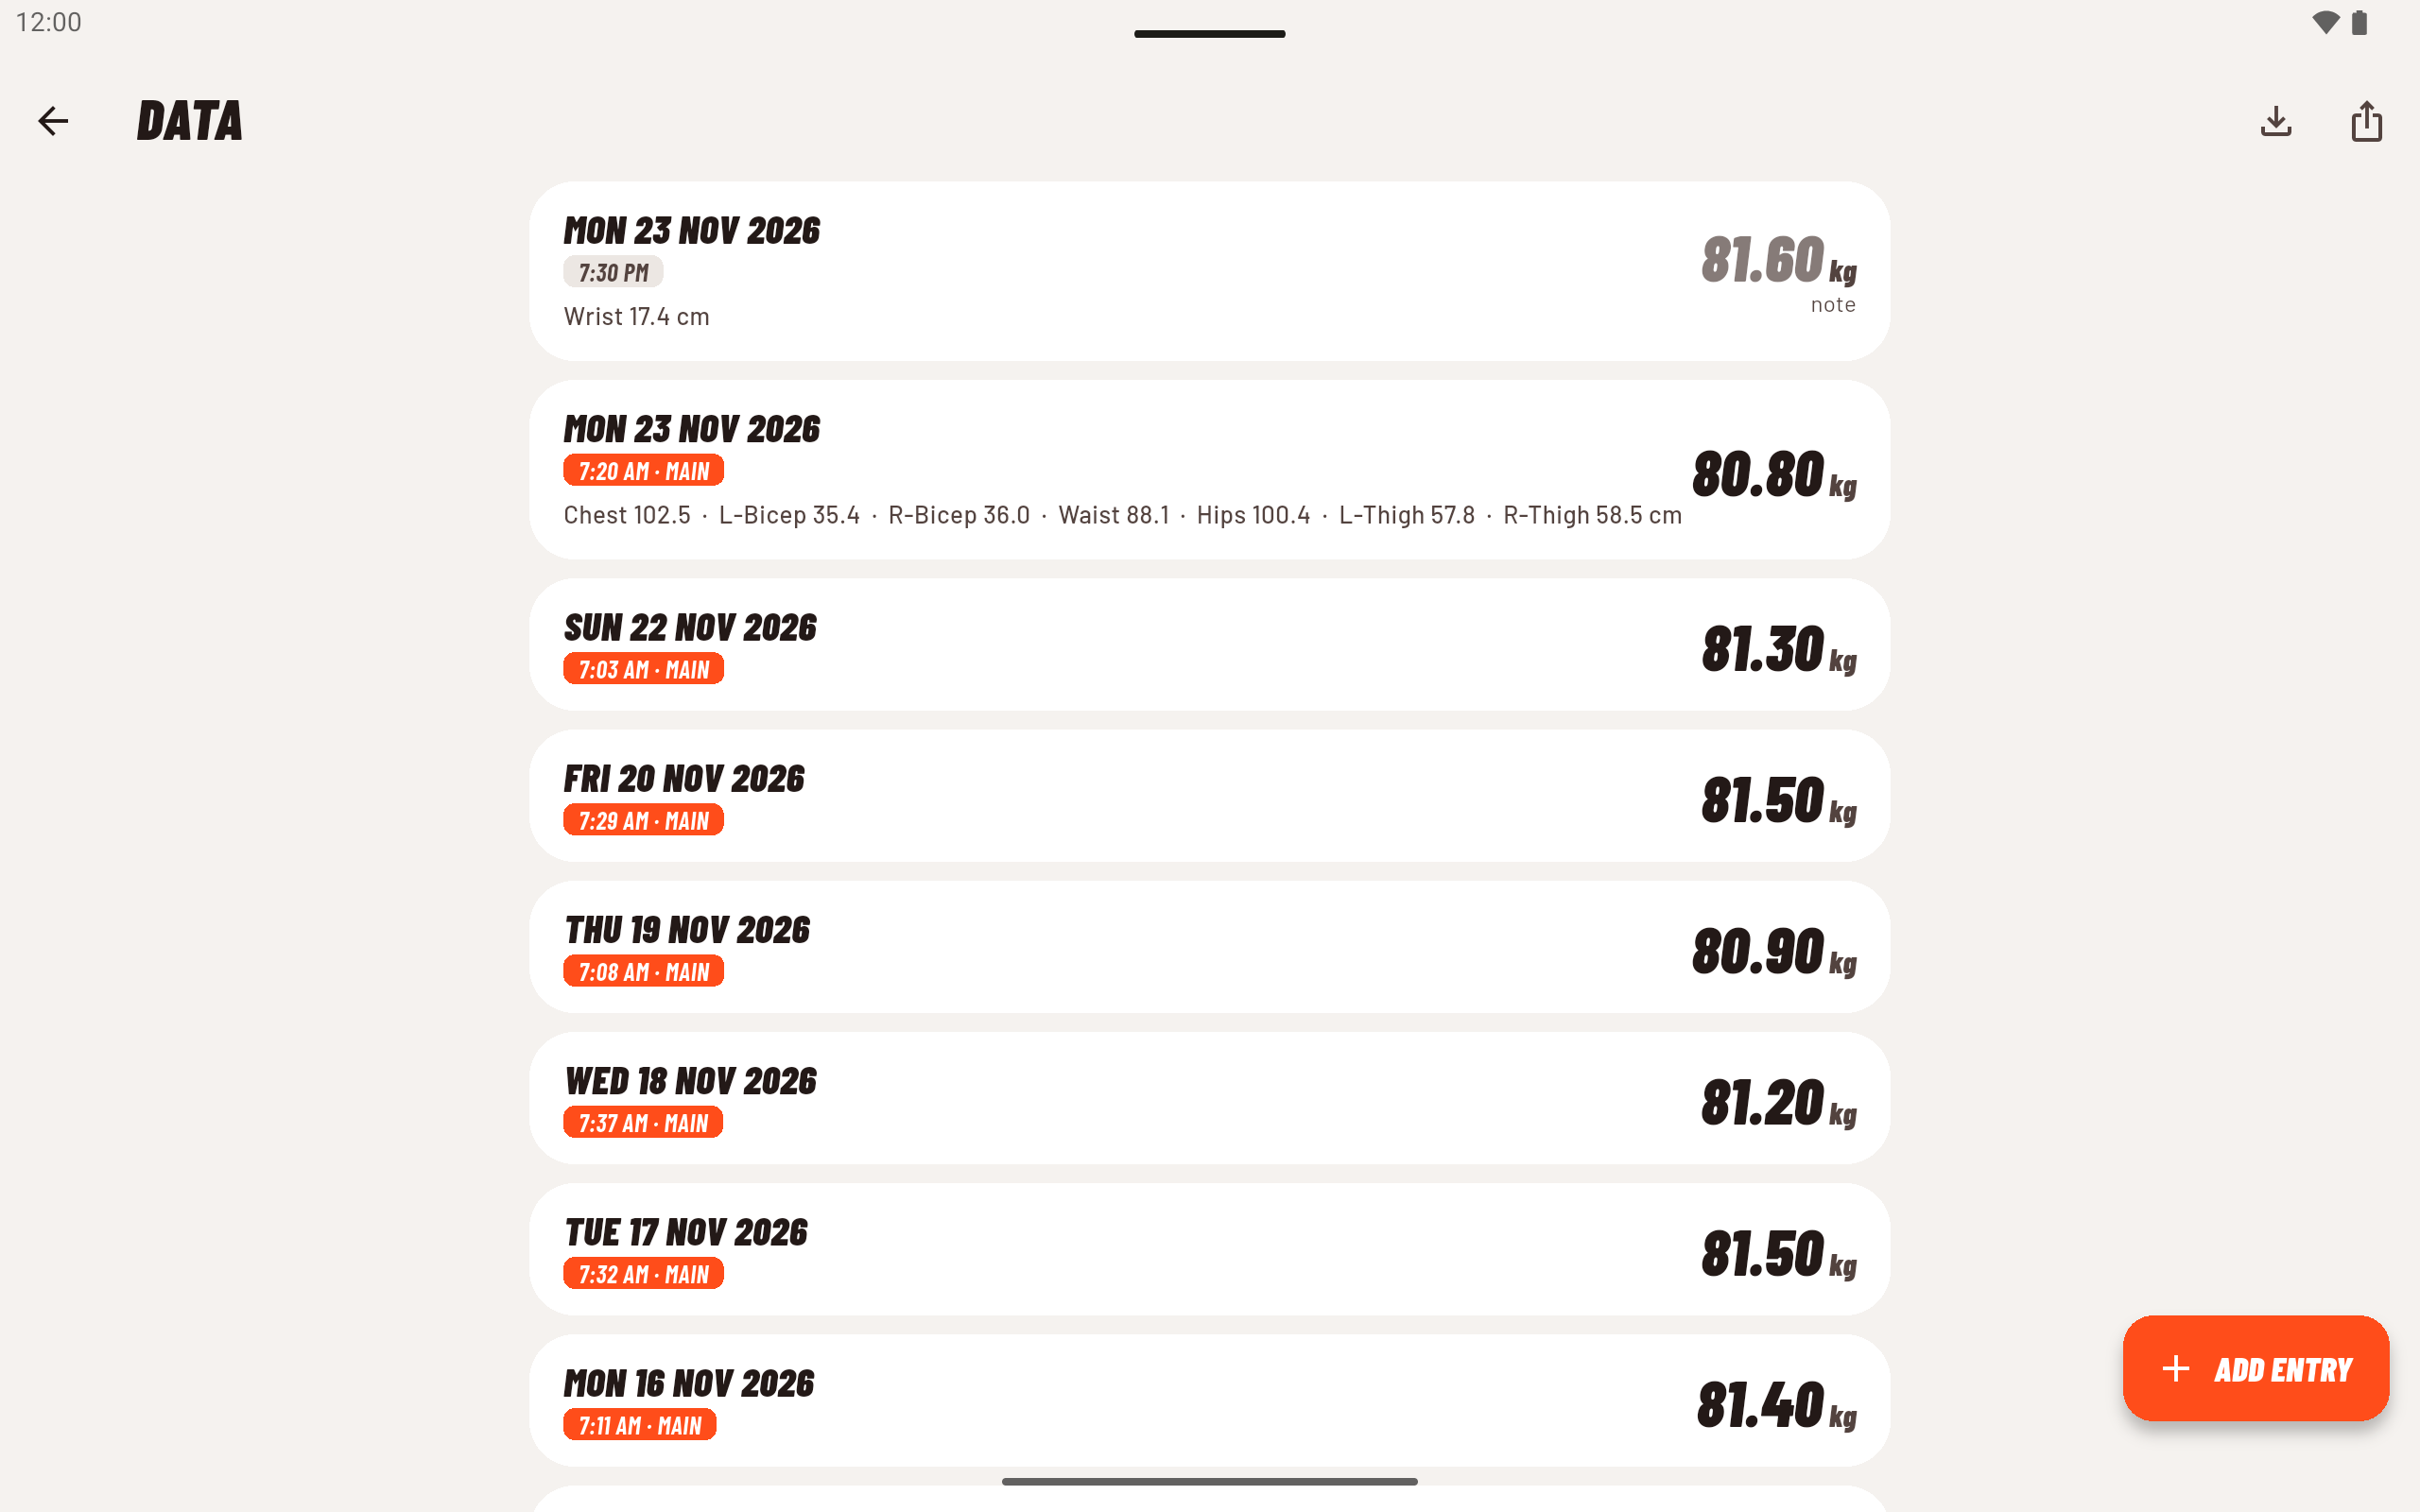 12:00
DATA
MON 23 NOV 2026
7:30 PM
Wrist 17.4 cm
81.60 kg
note
MON 23 NOV 2026
7:20 AM · MAIN
Chest 102.5 · L-Bicep 35.4 · R-Bicep 36.0 · Waist 88.1 · Hips 100.4 · L-Thigh 57.8 · R-Thigh 58.5 cm
80.80 kg
SUN 22 NOV 2026
7:03 AM · MAIN
81.30 kg
FRI 20 NOV 2026
7:29 AM · MAIN
81.50 kg
THU 19 NOV 2026
7:08 AM · MAIN
80.90 kg
WED 18 NOV 2026
7:37 AM · MAIN
81.20 kg
TUE 17 NOV 2026
7:32 AM · MAIN
81.50 kg
MON 16 NOV 2026
7:11 AM · MAIN
81.40 kg
ADD ENTRY